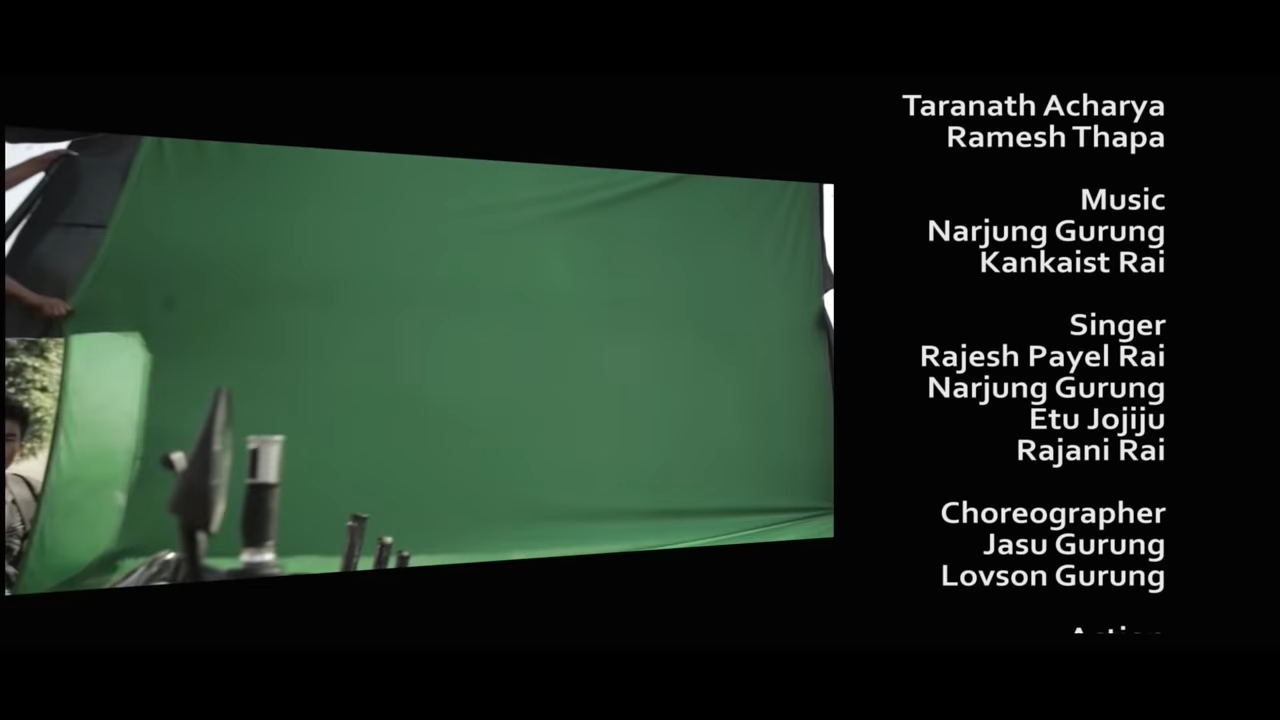 Taranath Acharya
Ramesh Thapa
Music
Narjung Gurung
Kankaist Rai
Singer
Rajesh Payel Rai
Narjung Gurung
Etu Jojiju
Rajani Rai
Choreographer
Jasu Gurung
Lovson Gurung